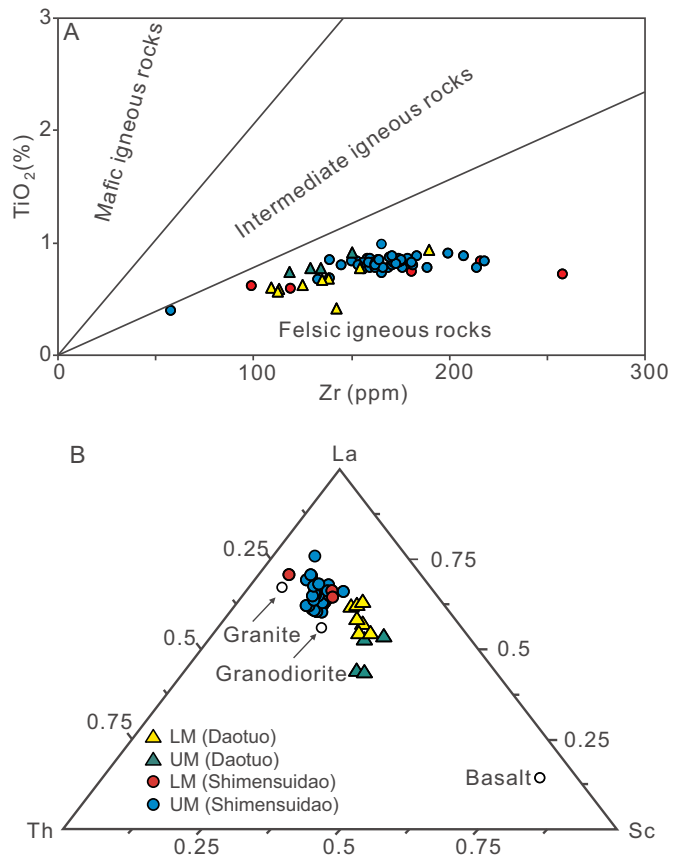 A
3
2
1
0
TiO2(%)
Mafic igneous rocks
Intermediate igneous rocks
Felsic igneous rocks
0
100
200
300
Zr (ppm)
B
La
0.25
0.75
Granite
0.5
0.5
Granodiorite
0.75
0.25
LM (Daotuo)
UM (Daotuo)
LM (Shimensuidao)
UM (Shimensuidao)
Basalt
Th
Sc
0.25
0.5
0.75